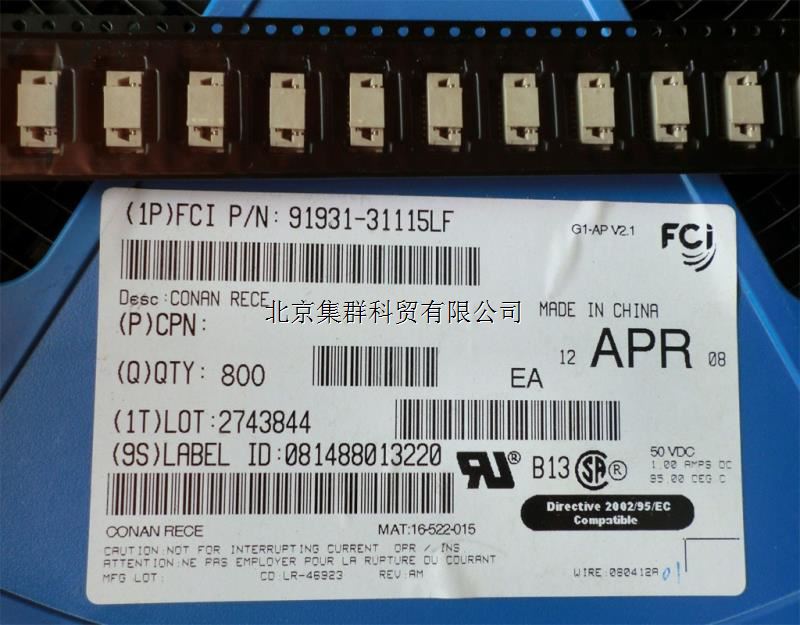 (1P)FCI P/N: 91931-31115LF
G1-AP V2.1
FCi
Desc:CONAN RECE
北京集群科贸有限公司
MADE IN CHINA
(P)CPN:
12 APR 08
(Q)QTY: 800
EA
(1T)LOT:2743844
(9S)LABEL ID:081488013220
RU® B13 SA®
50 VDC
1.00 AMPS DC
95.00 CEG.C
Directive 2002/95/EC
Compatible
CONAN RECE
MAT:16-522-015
CAUTION:NOT FOR INTERRUPTING CURRENT OPR / INS
ATTENTION:NE PAS EMPLOYER POUR LA RUPTURE DU COURANT
MFG LOT: CD:LR-46923 REV:AM
WIRE:080412A 01